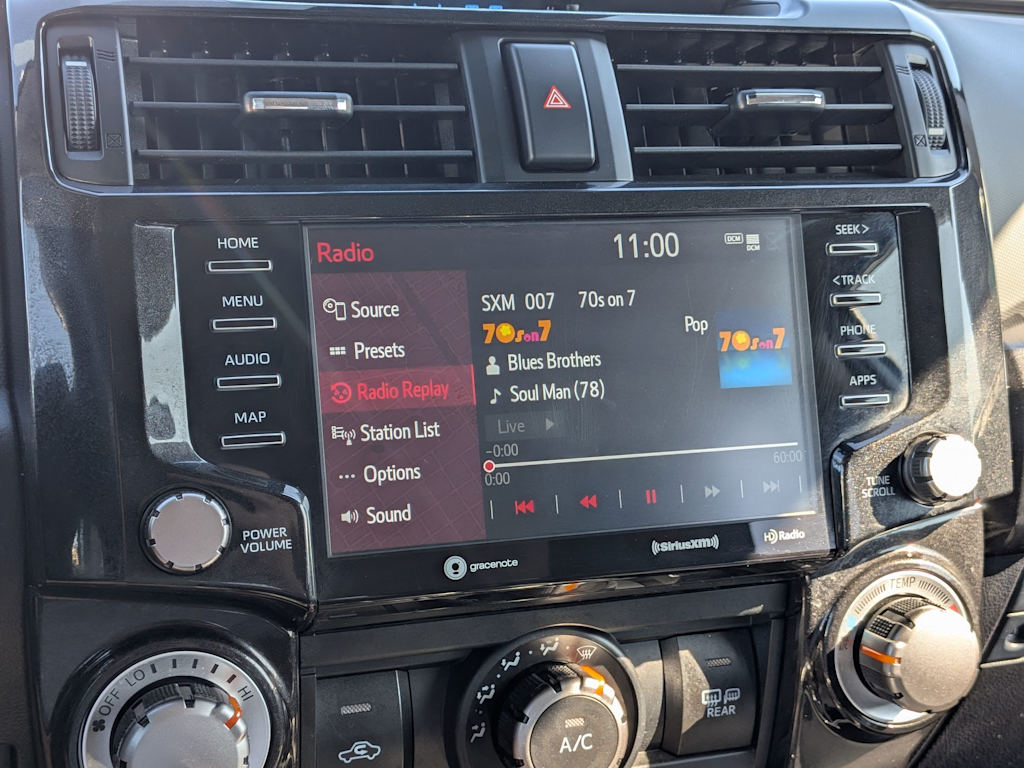 HOME
MENU
AUDIO
MAP
POWER
VOLUME
Radio
11:00
DCM
DCM
Source
Presets
Radio Replay
Station List
Options
Sound
SXM 007 70s on 7
70s on 7
Pop
70s on 7
Blues Brothers
Soul Man (78)
Live
-0:00
0:00
60:00
gracenote
SiriusXM
HD Radio
SEEK >
< TRACK
PHONE
APPS
TUNE
SCROLL
OFF LO HI
A/C
REAR
TEMP